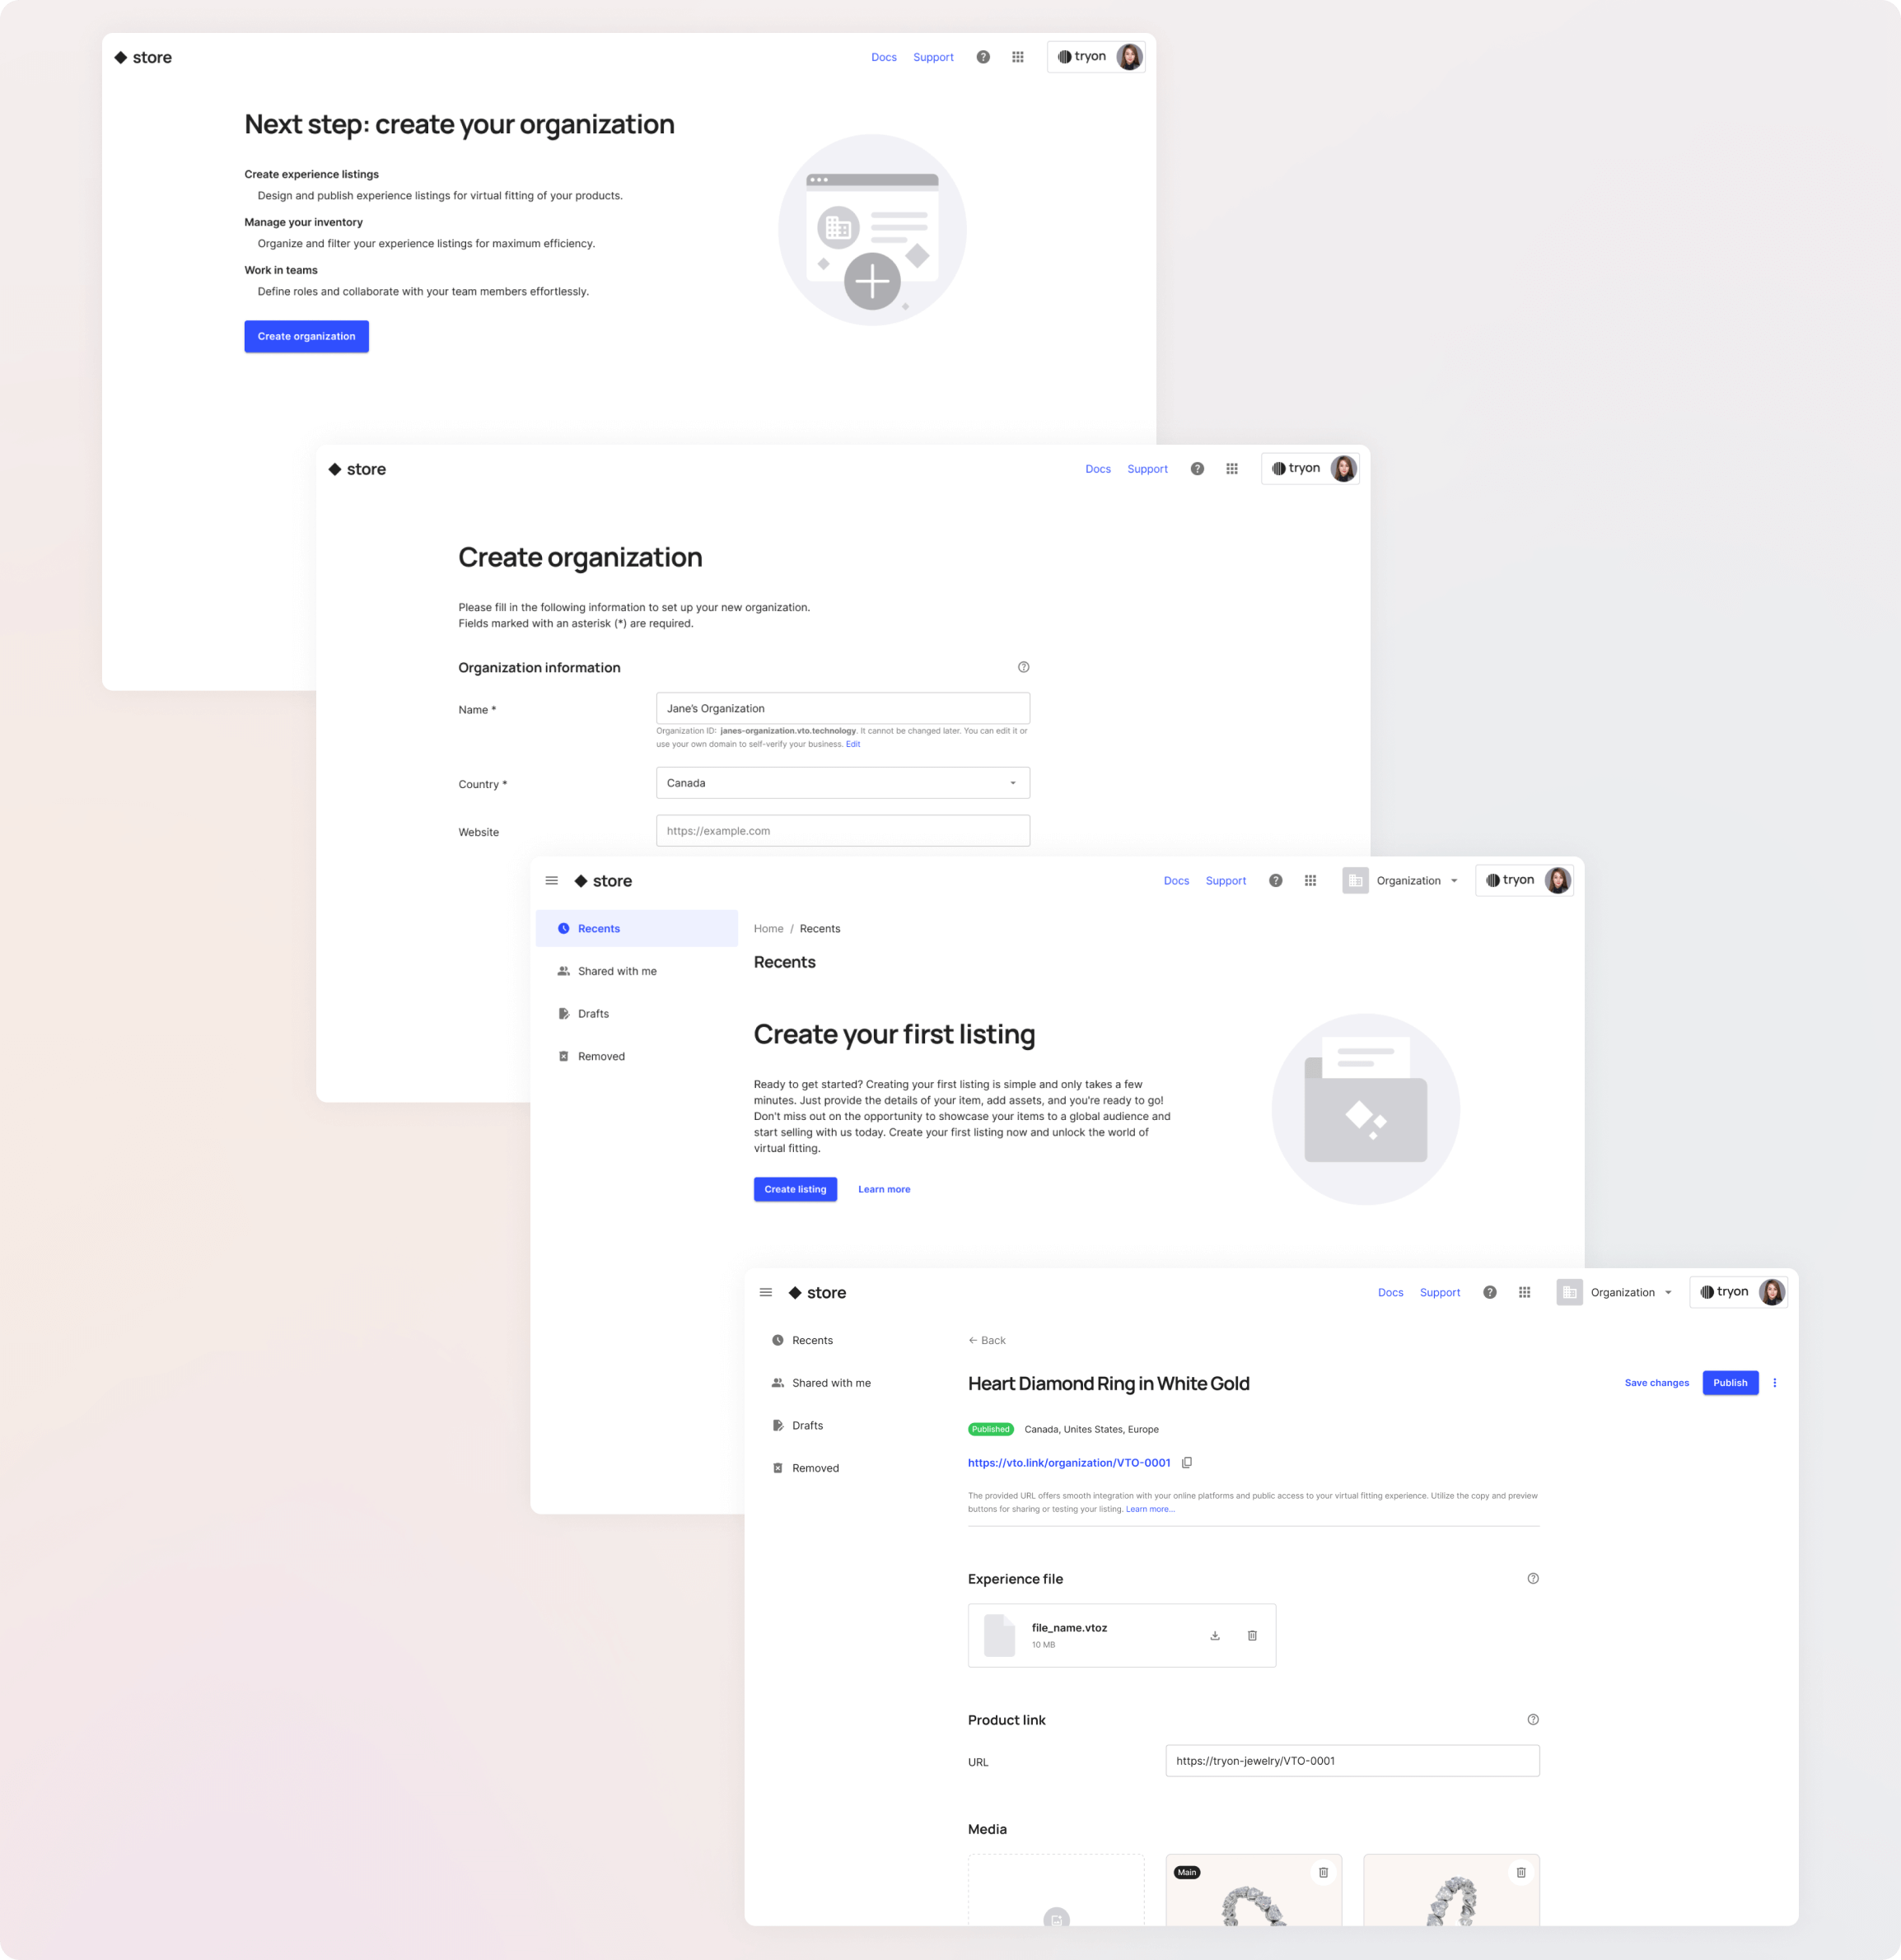 store
Docs Support tryon
Next step: create your organization
Create experience listings
Design and publish experience listings for virtual fitting of your products.
Manage your inventory
Organize and filter your experience listings for maximum efficiency.
Work in teams
Define roles and collaborate with your team members effortlessly.
Create organization
store
Docs Support tryon
Create organization
Please fill in the following information to set up your new organization.
Fields marked with an asterisk (*) are required.
Organization information
Name * Jane's Organization
Organization ID: janes-organization.vto.technology. It cannot be changed later. You can edit it or
use your own domain to self-verify your business. Edit
Country * Canada
Website https://example.com
store
Docs Support Organization tryon
Recents
Shared with me
Drafts
Removed
Home / Recents
Recents
Create your first listing
Ready to get started? Creating your first listing is simple and only takes a few
minutes. Just provide the details of your item, add assets, and you're ready to go!
Don't miss out on the opportunity to showcase your items to a global audience and
start selling with us today. Create your first listing now and unlock the world of
virtual fitting.
Create listing Learn more
store
Docs Support Organization tryon
Recents
Shared with me
Drafts
Removed
← Back
Heart Diamond Ring in White Gold
Save changes Publish
Published Canada, Unites States, Europe
https://vto.link/organization/VTO-0001
The provided URL offers smooth integration with your online platforms and public access to your virtual fitting experience. Utilize the copy and preview
buttons for sharing or testing your listing. Learn more...
Experience file
file_name.vtoz
10 MB
Product link
URL https://tryon-jewelry/VTO-0001
Media
Main